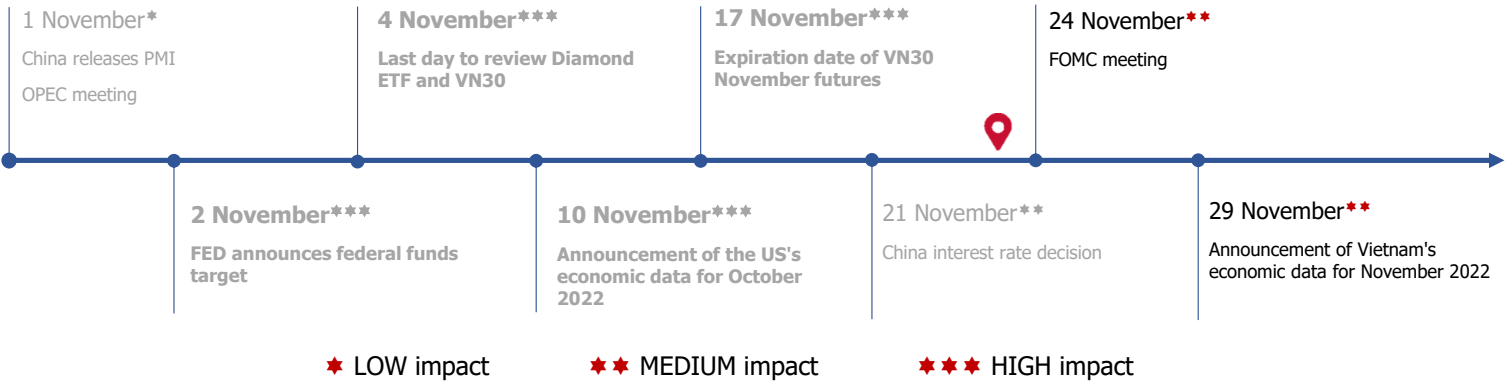 1 November*
China releases PMI
OPEC meeting
4 November***
Last day to review Diamond
ETF and VN30
17 November***
Expiration date of VN30
November futures
24 November**
FOMC meeting
2 November***
FED announces federal funds
target
10 November***
Announcement of the US's
economic data for October
2022
21 November**
China interest rate decision
29 November**
Announcement of Vietnam's
economic data for November 2022
* LOW impact
** MEDIUM impact
*** HIGH impact